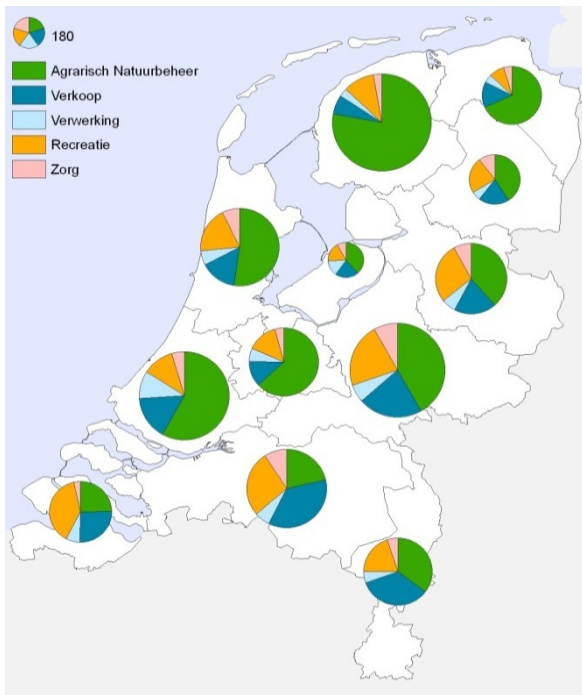 180
Agrarisch Natuurbeheer
Verkoop
Verwerking
Recreatie
Zorg